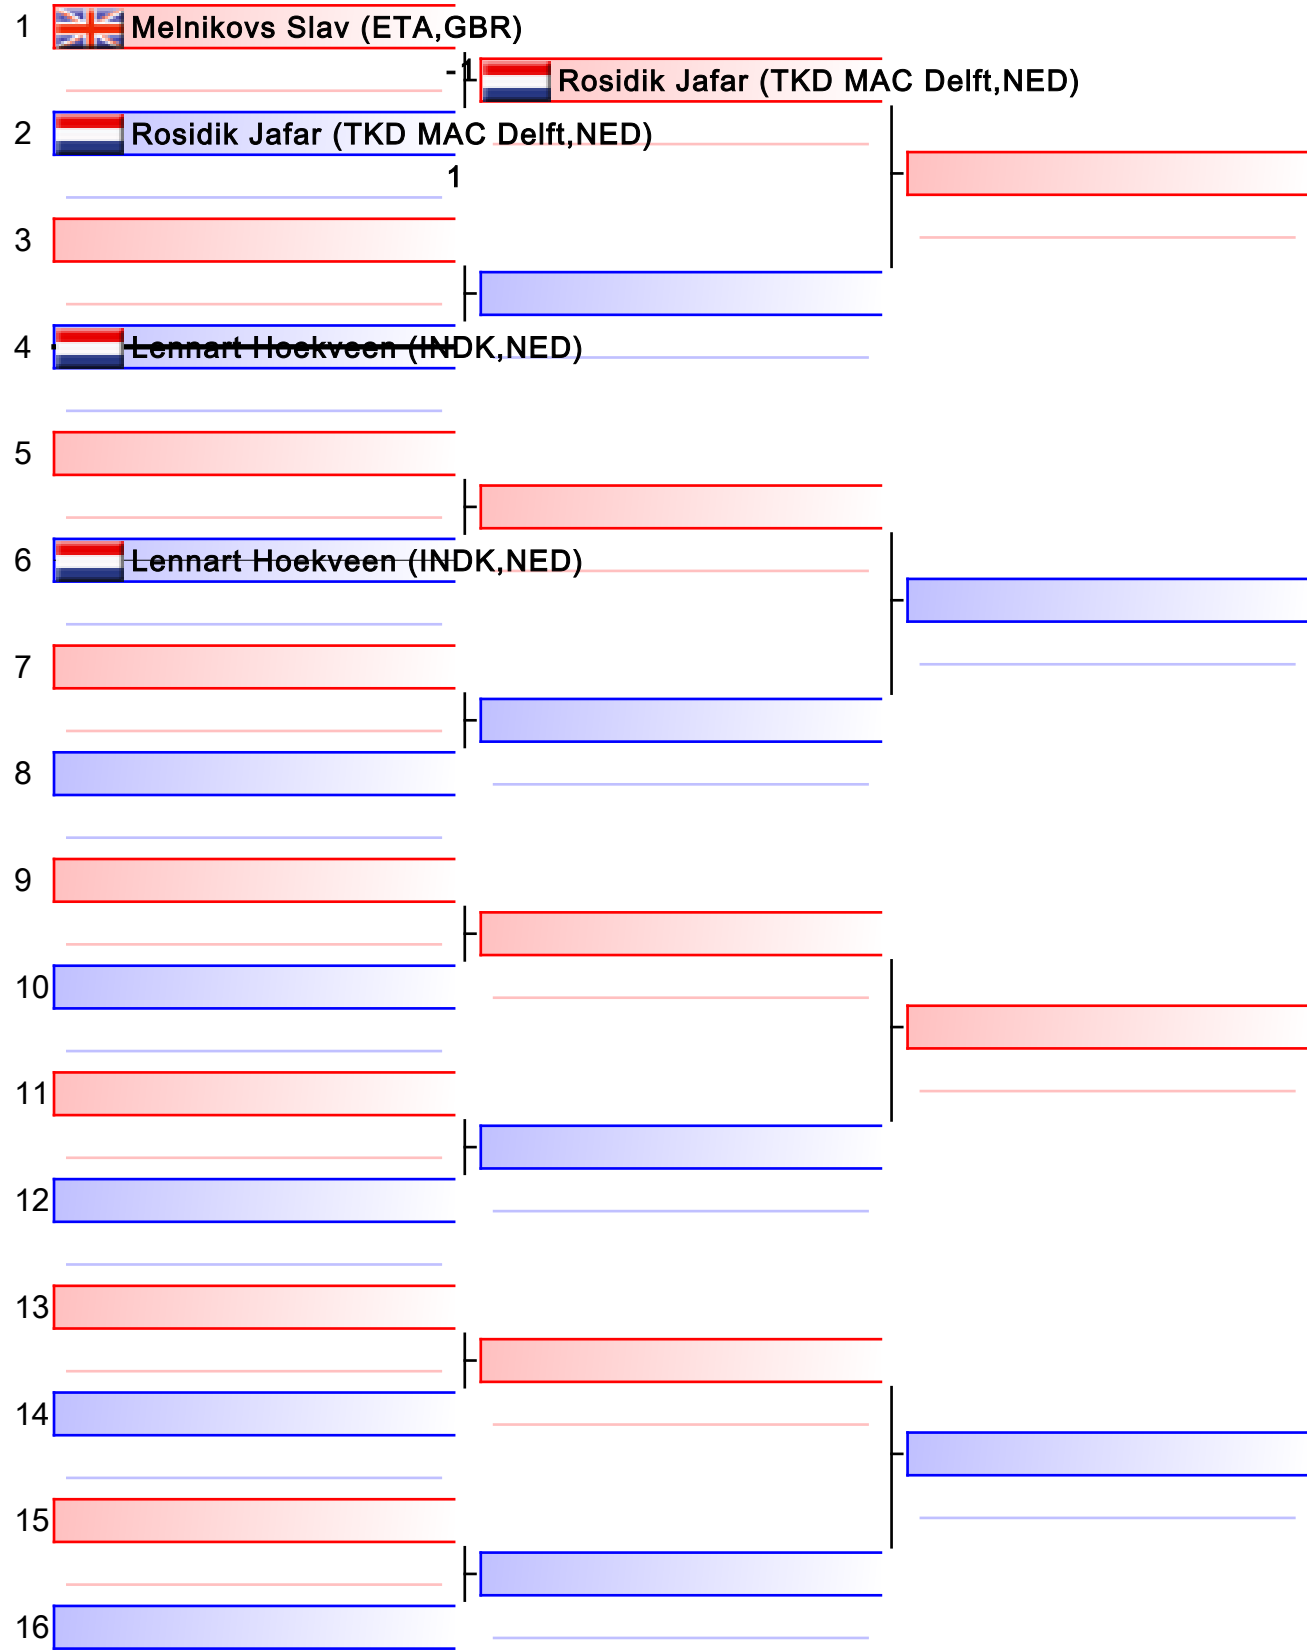 1 Melnikovs Slav (ETA,GBR)
-1 Rosidik Jafar (TKD MAC Delft,NED)
2 Rosidik Jafar (TKD MAC Delft,NED)
1
3
4 Lennart Hoekveen (INDK,NED)
5
6 Lennart Hoekveen (INDK,NED)
7
8
9
10
11
12
13
14
15
16